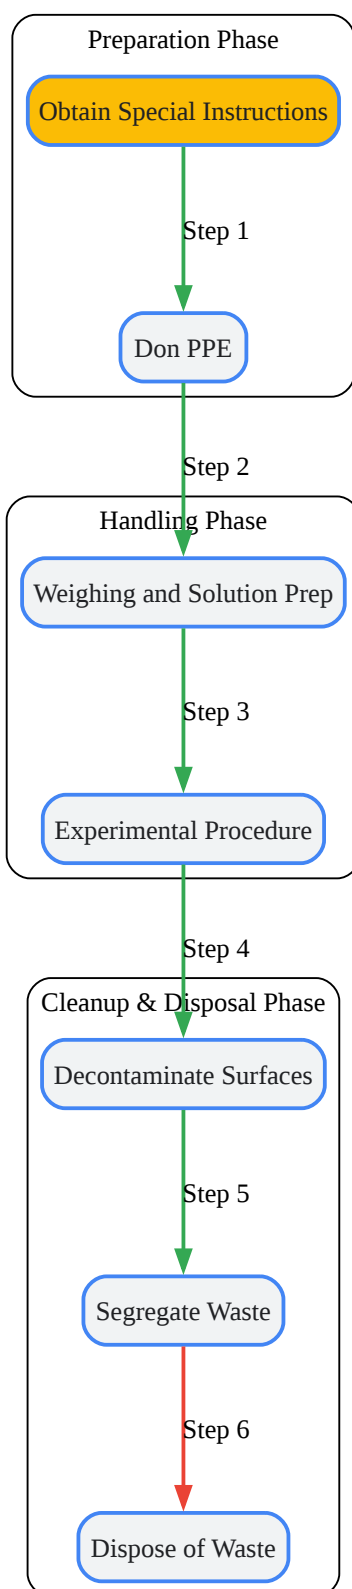 Preparation Phase
Obtain Special Instructions
Step 1
Don PPE
Step 2
Handling Phase
Weighing and Solution Prep
Step 3
Experimental Procedure
Step 4
Cleanup & Disposal Phase
Decontaminate Surfaces
Step 5
Segregate Waste
Step 6
Dispose of Waste